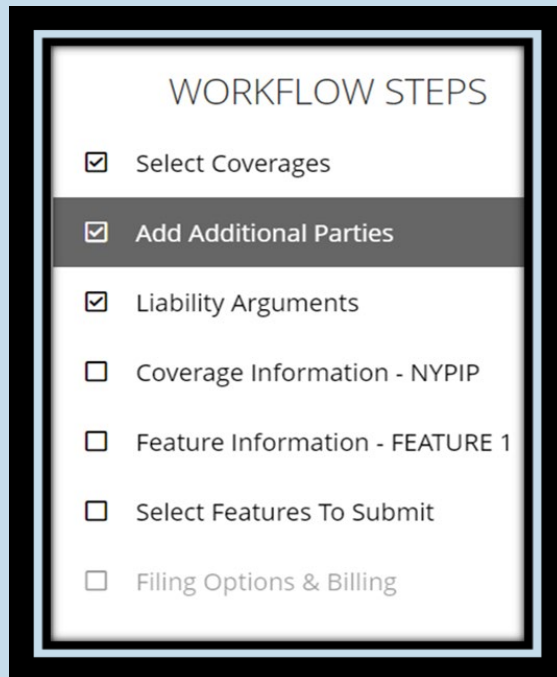 WORKFLOW STEPS
Select Coverages
Add Additional Parties
Liability Arguments
Coverage Information - NYPIP
Feature Information - FEATURE 1
Select Features To Submit
Filing Options & Billing